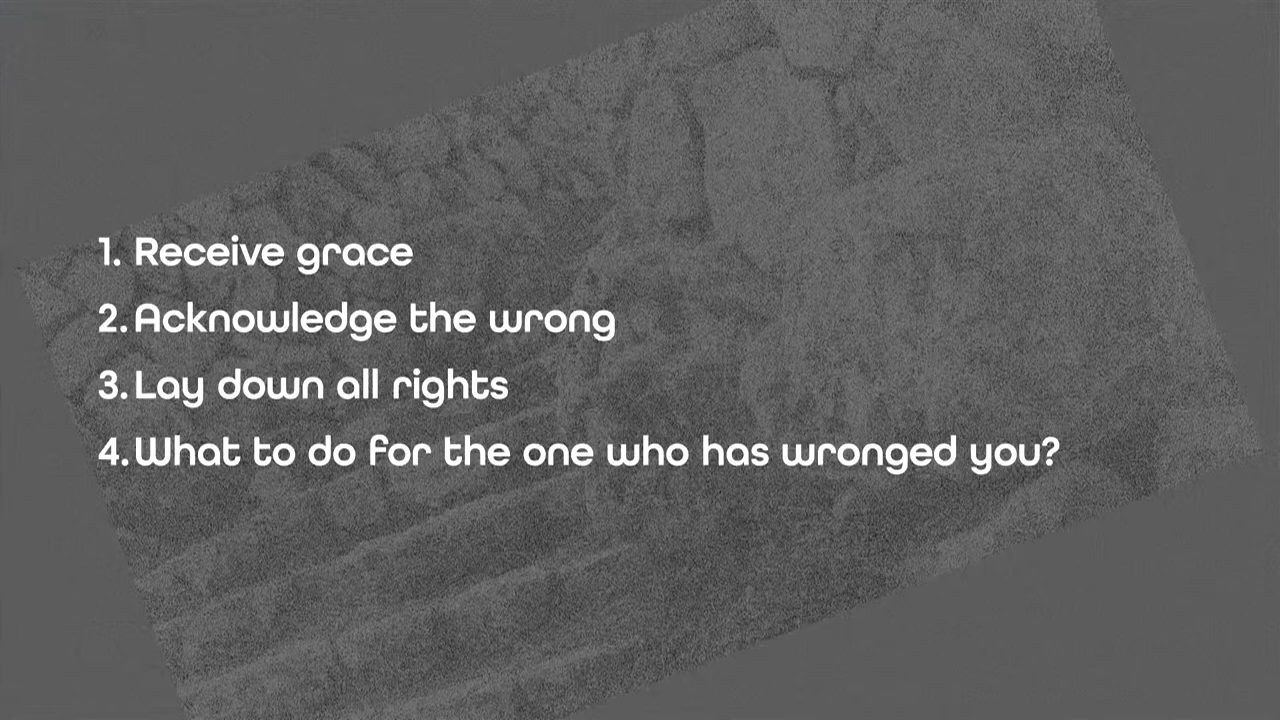 1. Receive grace
2. Acknowledge the wrong
3. Lay down all rights
4. What to do for the one who has wronged you?